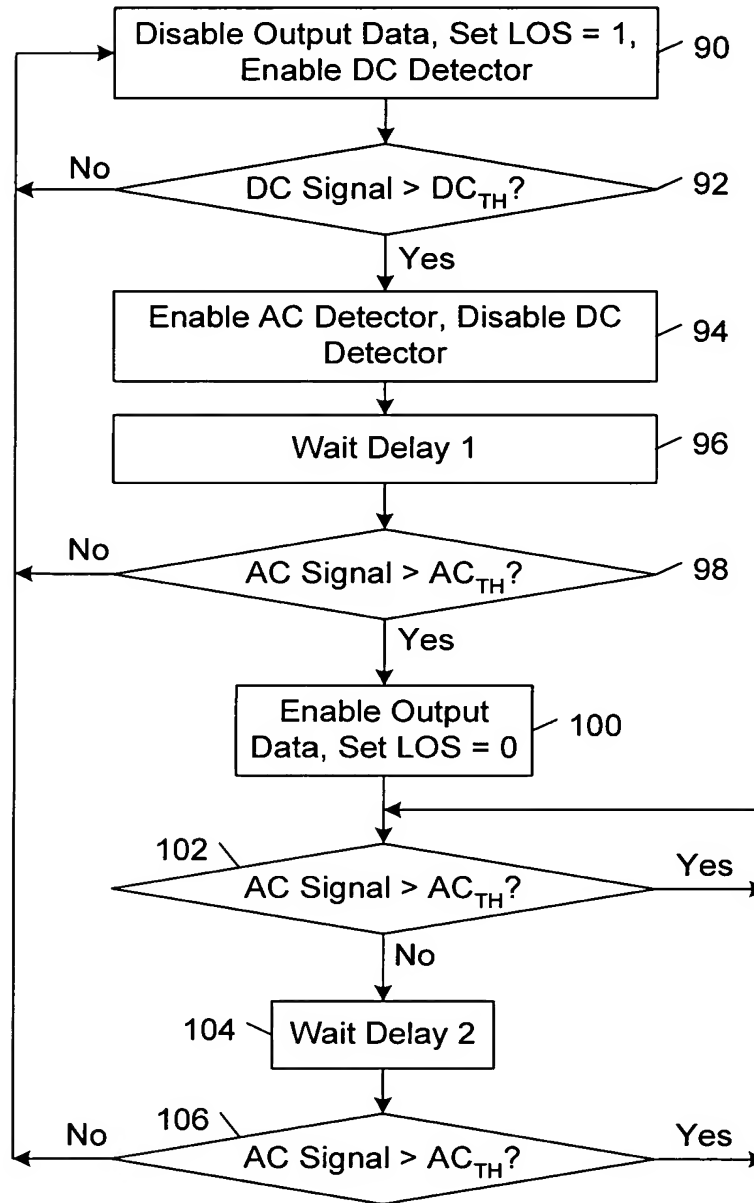 Disable Output Data, Set LOS = 1,
Enable DC Detector
90
No
DC Signal > DC_TH?
92
Yes
Enable AC Detector, Disable DC
Detector
94
Wait Delay 1
96
No
AC Signal > AC_TH?
98
Yes
Enable Output
Data, Set LOS = 0
100
102
AC Signal > AC_TH?
Yes
No
104
Wait Delay 2
106
No
AC Signal > AC_TH?
Yes